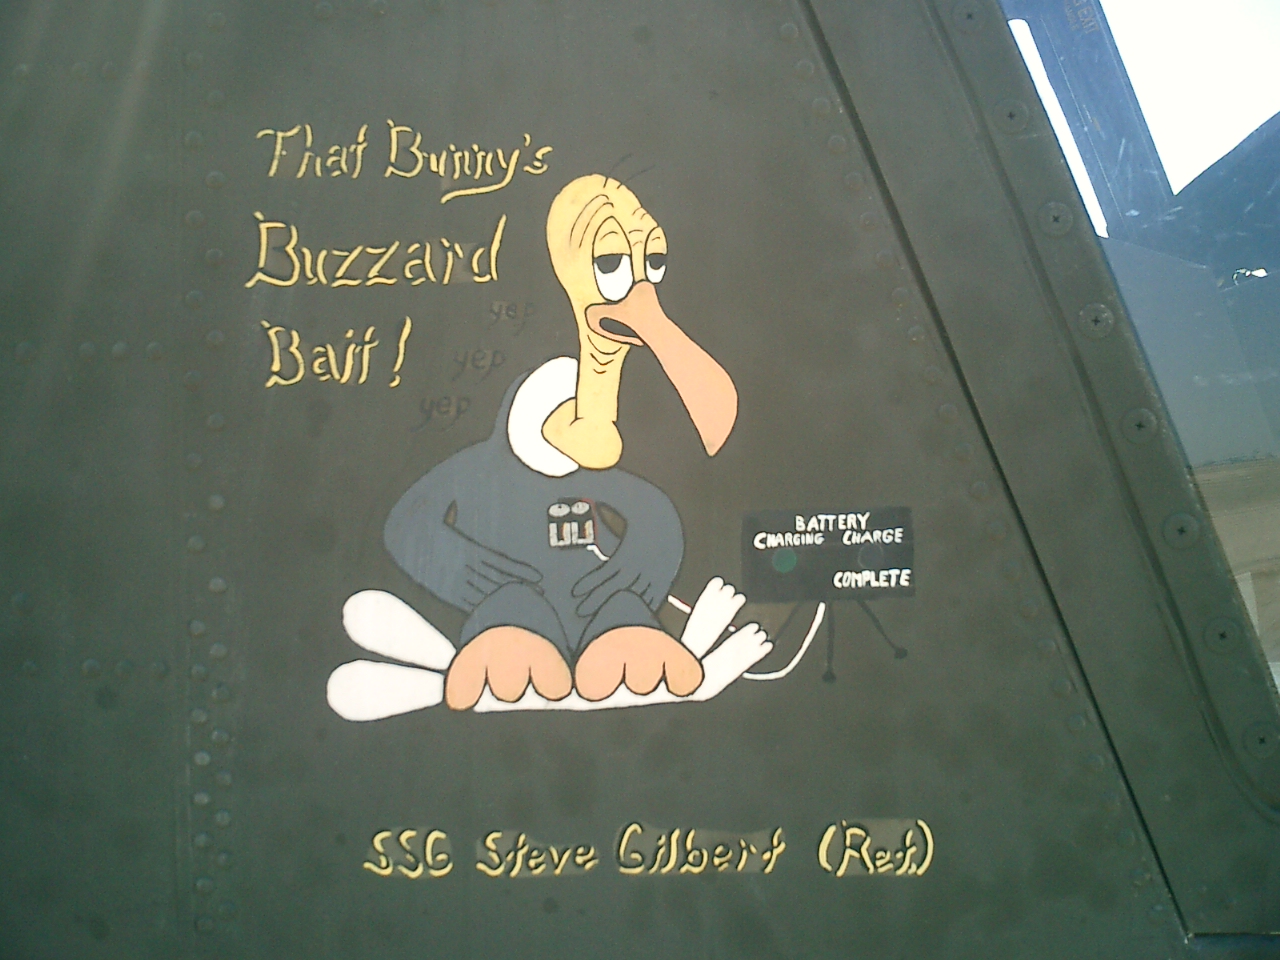 That Bunny's
Buzzard
Bait!
yep
yep
yep
BATTERY
CHARGING CHARGE
COMPLETE
SSG Steve Gilbert (Ret)